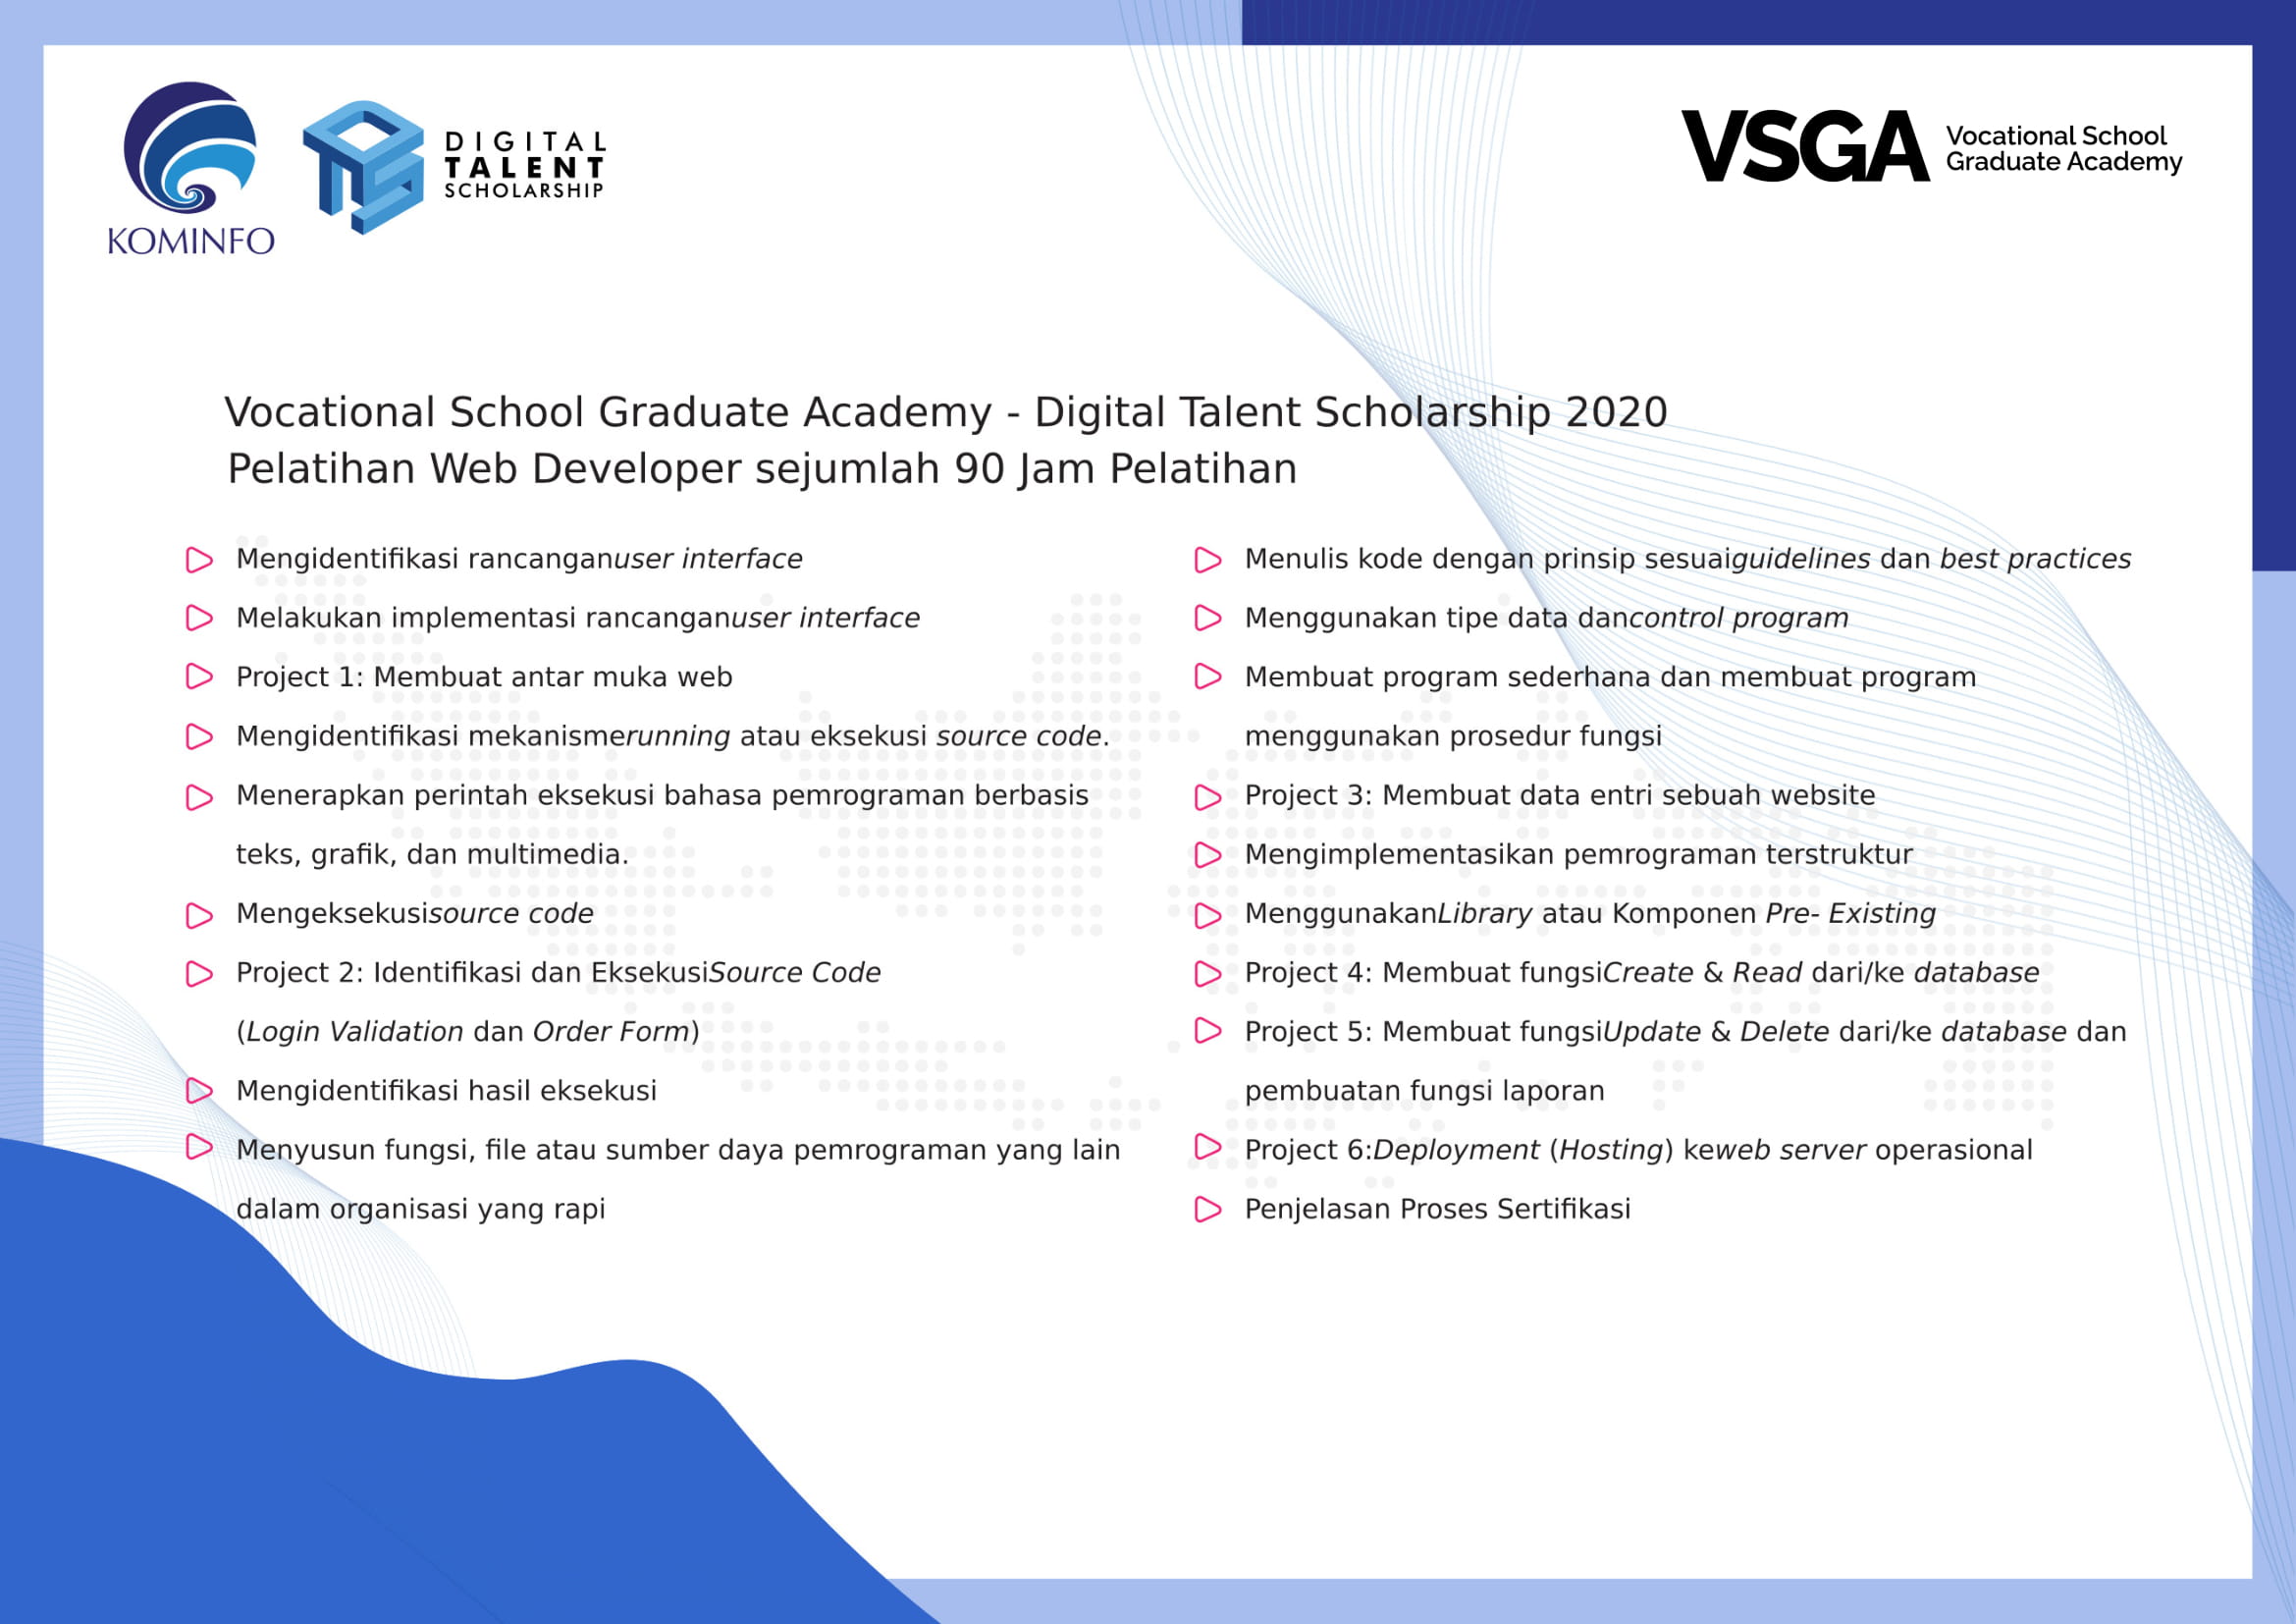 KOMINFO
DIGITAL
TALENT
SCHOLARSHIP
VSGA
Vocational School
Graduate Academy
Vocational School Graduate Academy - Digital Talent Scholarship 2020
Pelatihan Web Developer sejumlah 90 Jam Pelatihan
Mengidentifikasi rancanganuser interface
Melakukan implementasi rancanganuser interface
Project 1: Membuat antar muka web
Mengidentifikasi mekanismerunning atau eksekusi source code.
Menerapkan perintah eksekusi bahasa pemrograman berbasis
teks, grafik, dan multimedia.
Mengeksekusisource code
Project 2: Identifikasi dan EksekusiSource Code
(Login Validation dan Order Form)
Mengidentifikasi hasil eksekusi
Menyusun fungsi, file atau sumber daya pemrograman yang lain
dalam organisasi yang rapi
Menulis kode dengan prinsip sesuaiguidelines dan best practices
Menggunakan tipe data dancontrol program
Membuat program sederhana dan membuat program
menggunakan prosedur fungsi
Project 3: Membuat data entri sebuah website
Mengimplementasikan pemrograman terstruktur
MenggunakanLibrary atau Komponen Pre- Existing
Project 4: Membuat fungsiCreate & Read dari/ke database
Project 5: Membuat fungsiUpdate & Delete dari/ke database dan
pembuatan fungsi laporan
Project 6:Deployment (Hosting) keweb server operasional
Penjelasan Proses Sertifikasi